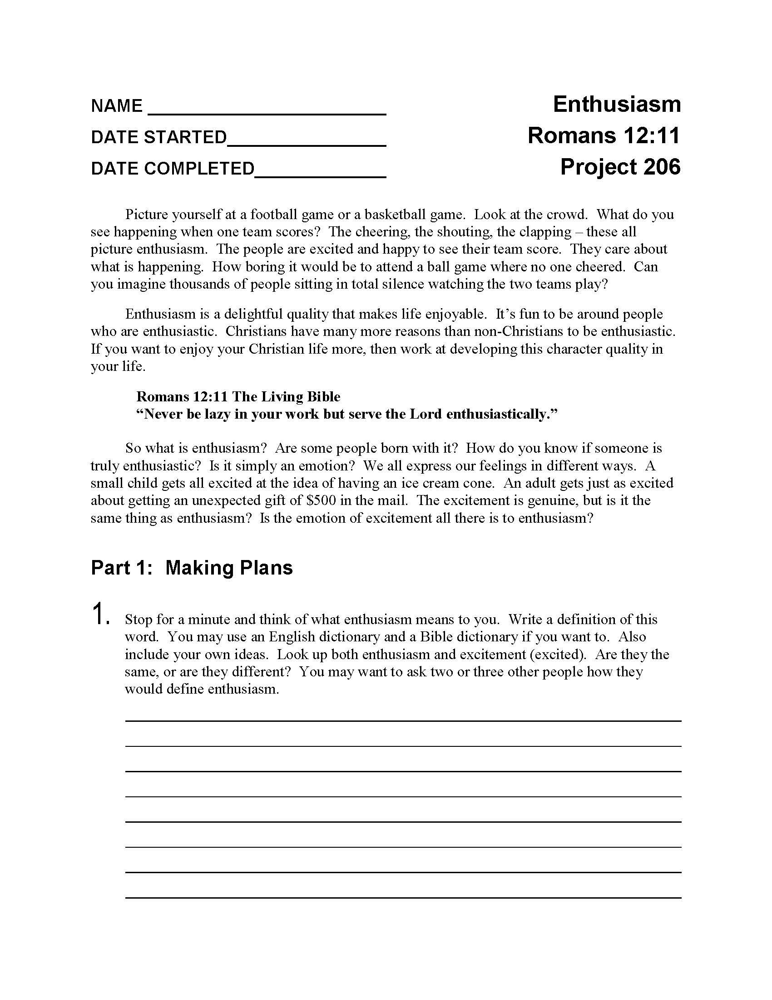 NAME
Enthusiasm
DATE STARTED
Romans 12:11
DATE COMPLETED
Project 206
Picture yourself at a football game or a basketball game.  Look at the crowd.  What do you
see happening when one team scores?  The cheering, the shouting, the clapping – these all
picture enthusiasm.  The people are excited and happy to see their team score.  They care about
what is happening.  How boring it would be to attend a ball game where no one cheered.  Can
you imagine thousands of people sitting in total silence watching the two teams play?
Enthusiasm is a delightful quality that makes life enjoyable.  It’s fun to be around people
who are enthusiastic.  Christians have many more reasons than non-Christians to be enthusiastic.
If you want to enjoy your Christian life more, then work at developing this character quality in
your life.
Romans 12:11 The Living Bible
“Never be lazy in your work but serve the Lord enthusiastically.”
So what is enthusiasm?  Are some people born with it?  How do you know if someone is
truly enthusiastic?  Is it simply an emotion?  We all express our feelings in different ways.  A
small child gets all excited at the idea of having an ice cream cone.  An adult gets just as excited
about getting an unexpected gift of $500 in the mail.  The excitement is genuine, but is it the
same thing as enthusiasm?  Is the emotion of excitement all there is to enthusiasm?
Part 1:  Making Plans
1. Stop for a minute and think of what enthusiasm means to you.  Write a definition of this
word.  You may use an English dictionary and a Bible dictionary if you want to.  Also
include your own ideas.  Look up both enthusiasm and excitement (excited).  Are they the
same, or are they different?  You may want to ask two or three other people how they
would define enthusiasm.